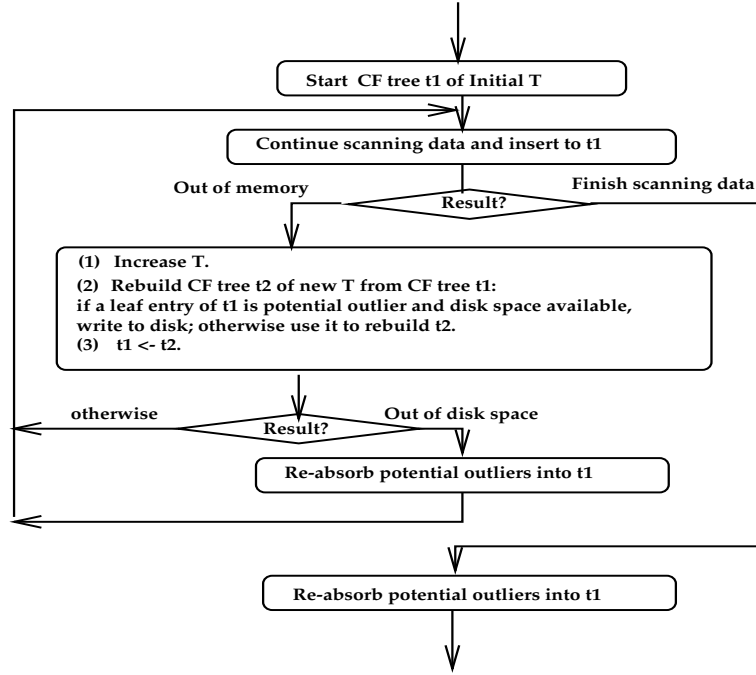 Start CF tree t1 of Initial T
Continue scanning data and insert to t1
Out of memory
Result?
Finish scanning data
(1) Increase T.
(2) Rebuild CF tree t2 of new T from CF tree t1:
if a leaf entry of t1 is potential outlier and disk space available,
write to disk; otherwise use it to rebuild t2.
(3) t1 <- t2.
otherwise
Result?
Out of disk space
Re-absorb potential outliers into t1
Re-absorb potential outliers into t1